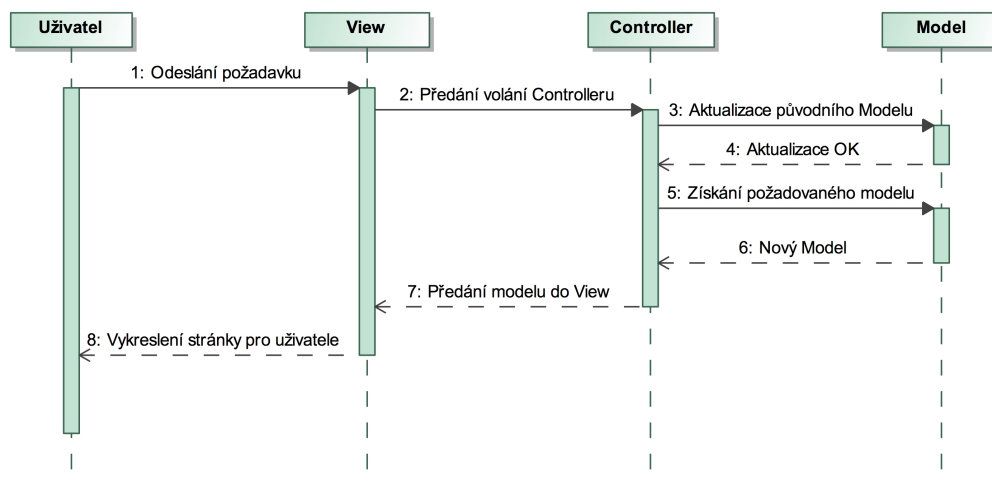 Uživatel
View
Controller
Model
1: Odeslání požadavku
2: Předání volání Controlleru
3: Aktualizace původního Modelu
4: Aktualizace OK
5: Získání požadovaného modelu
6: Nový Model
7: Předání modelu do View
8: Vykreslení stránky pro uživatele